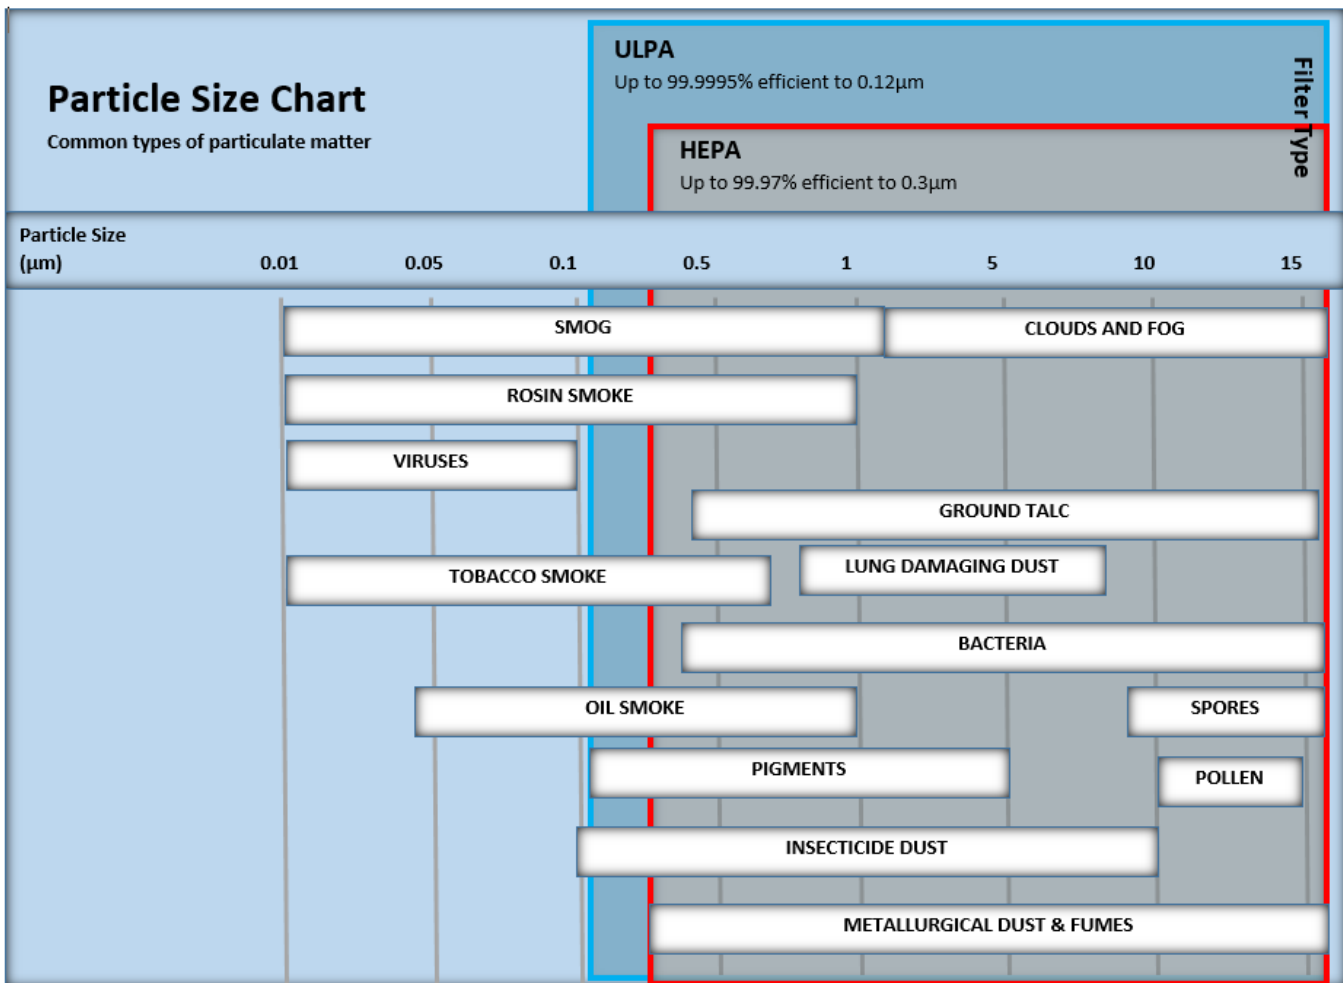 ULPA
Up to 99.9995% efficient to 0.12µm
Filter Type
Particle Size Chart
Common types of particulate matter
HEPA
Up to 99.97% efficient to 0.3µm
Particle Size
(µm) 0.01 0.05 0.1 0.5 1 5 10 15
SMOG CLOUDS AND FOG
ROSIN SMOKE
VIRUSES
GROUND TALC
TOBACCO SMOKE LUNG DAMAGING DUST
BACTERIA
OIL SMOKE SPORES
PIGMENTS POLLEN
INSECTICIDE DUST
METALLURGICAL DUST & FUMES